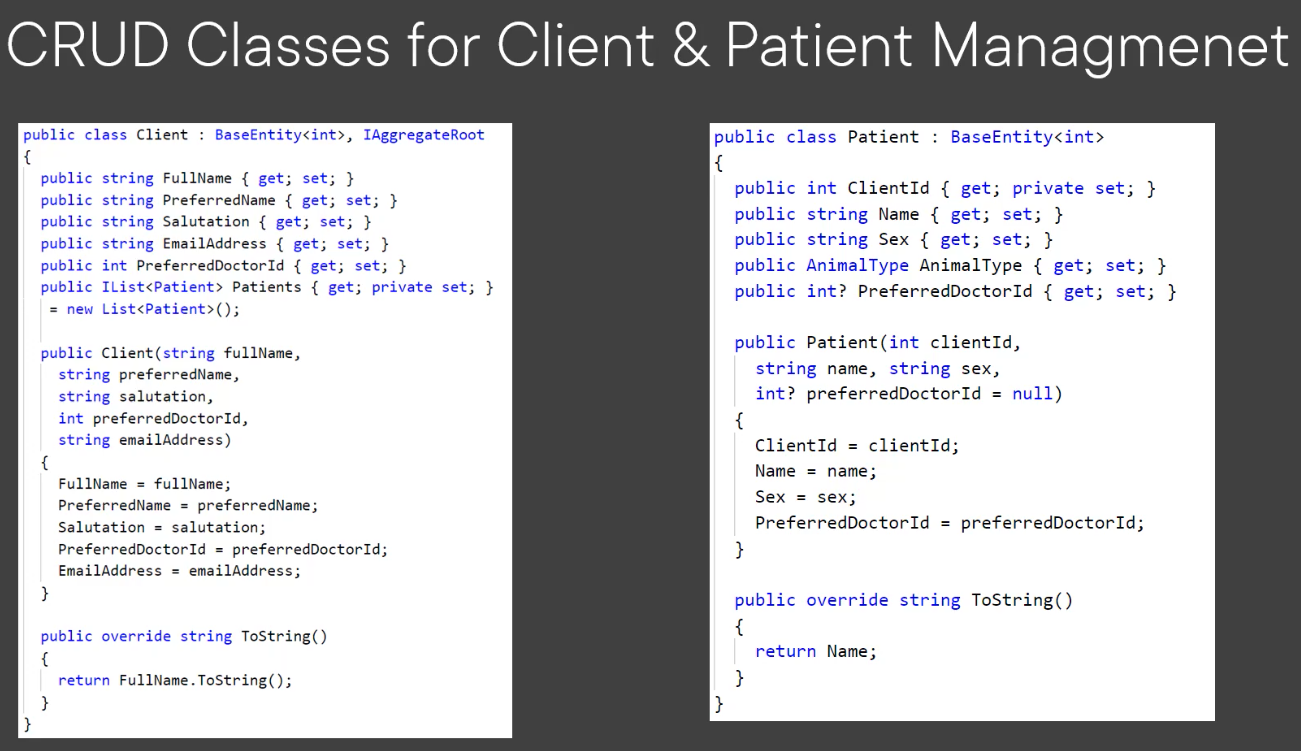 CRUD Classes for Client & Patient Managmenet
public class Client : BaseEntity<int>, IAggregateRoot
{
public string FullName { get; set; }
public string PreferredName { get; set; }
public string Salutation { get; set; }
public string EmailAddress { get; set; }
public int PreferredDoctorId { get; set; }
public IList<Patient> Patients { get; private set; }
= new List<Patient>();
public Client(string fullName,
string preferredName,
string salutation,
int preferredDoctorId,
string emailAddress)
{
FullName = fullName;
PreferredName = preferredName;
Salutation = salutation;
PreferredDoctorId = preferredDoctorId;
EmailAddress = emailAddress;
}
public override string ToString()
{
return FullName.ToString();
}
}
public class Patient : BaseEntity<int>
{
public int ClientId { get; private set; }
public string Name { get; set; }
public string Sex { get; set; }
public AnimalType AnimalType { get; set; }
public int? PreferredDoctorId { get; set; }
public Patient(int clientId,
string name, string sex,
int? preferredDoctorId = null)
{
ClientId = clientId;
Name = name;
Sex = sex;
PreferredDoctorId = preferredDoctorId;
}
public override string ToString()
{
return Name;
}
}